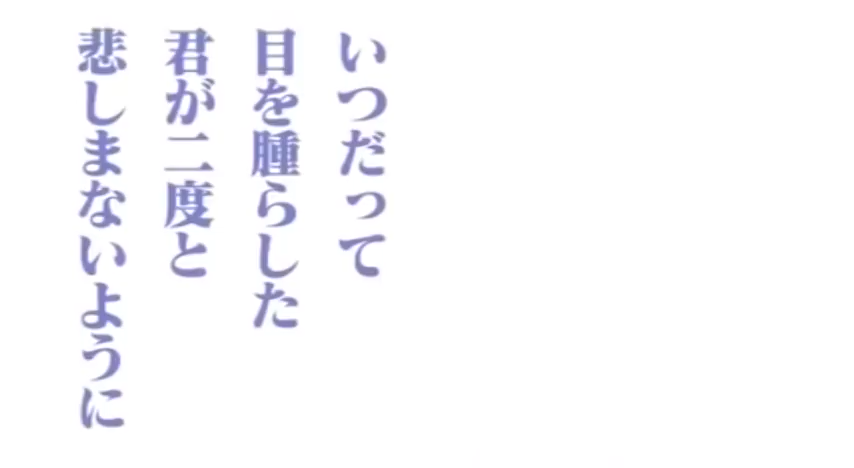 いつだって
目を腫らした
君が二度と
悲しまないように